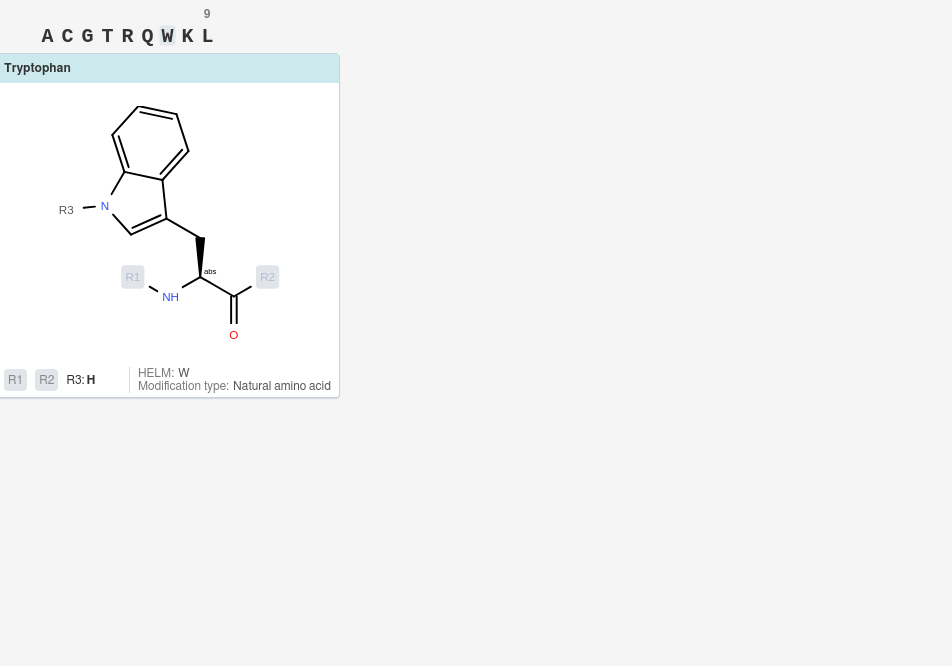 9
A C G T R Q W K L
Tryptophan
R3 N
abs
R1 NH R2
O
R1 R2 R3: H
HELM: W
Modification type: Natural amino acid